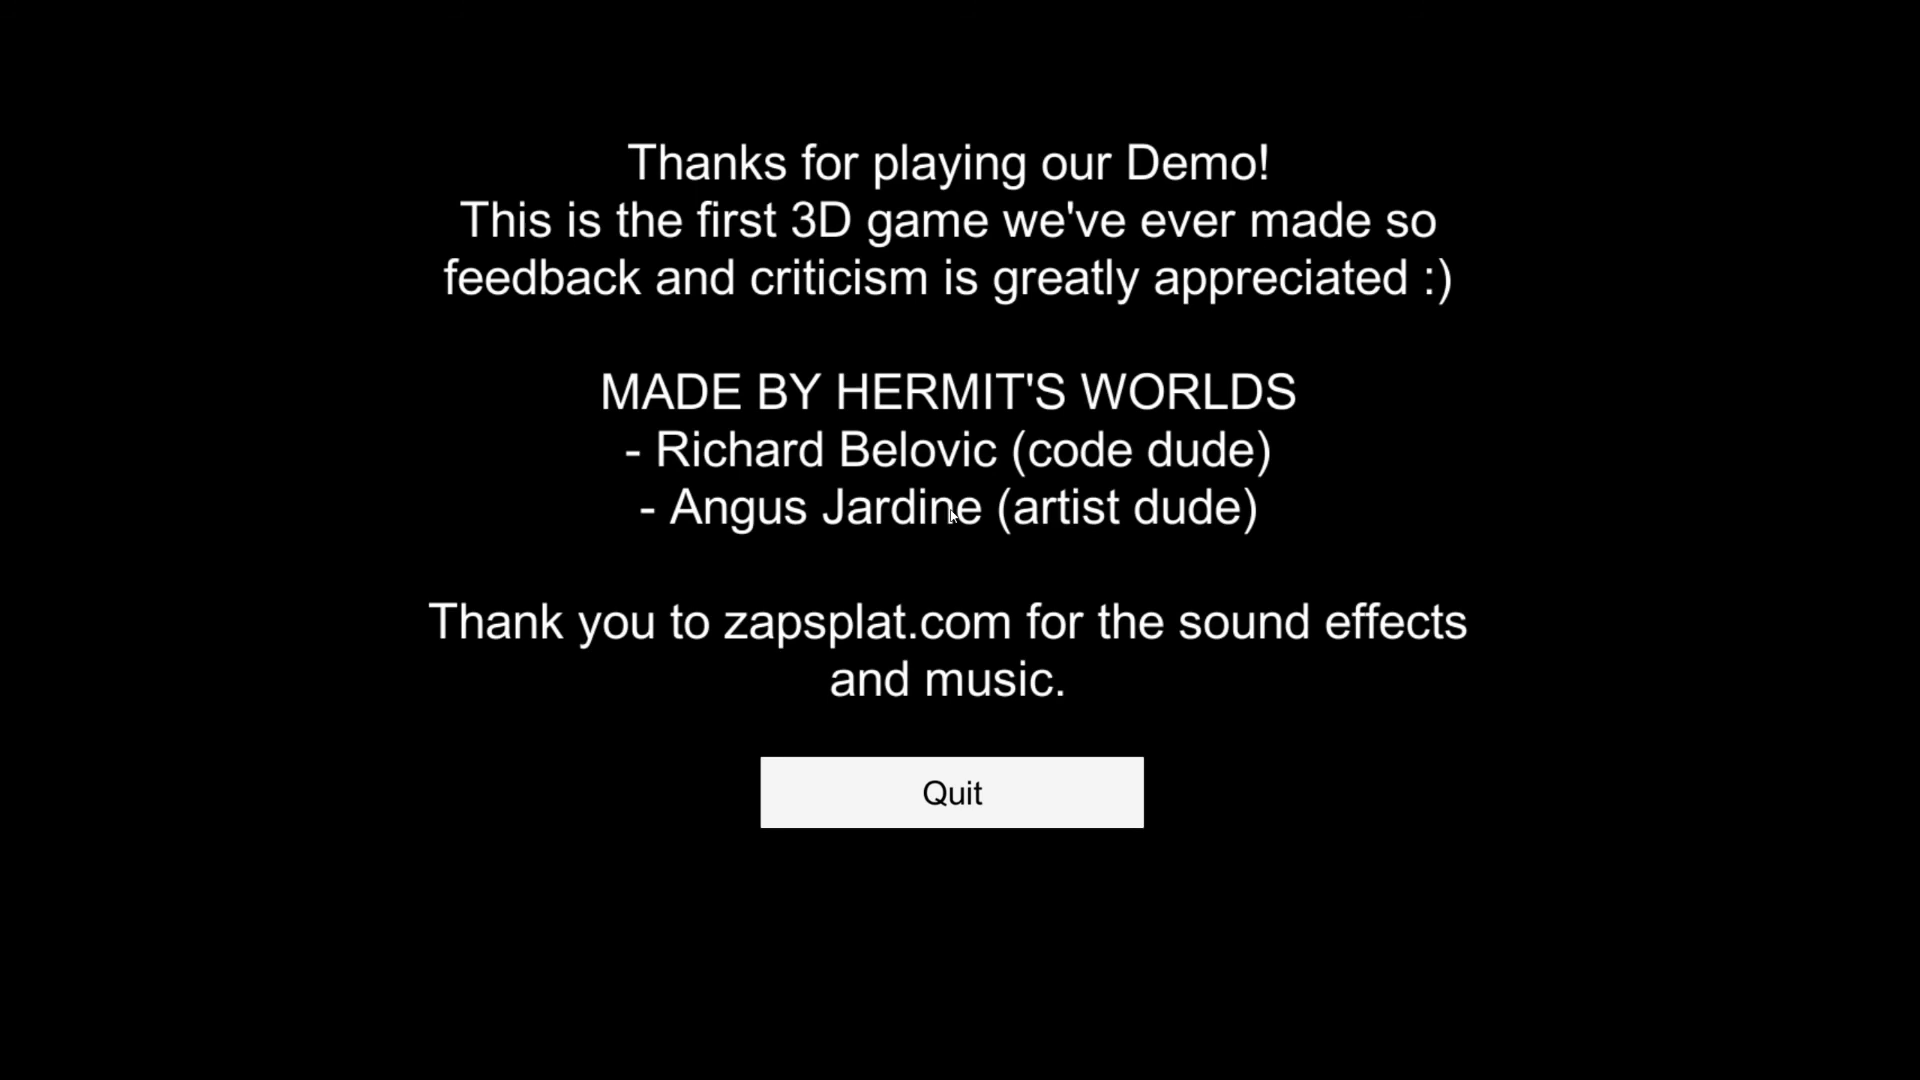 Thanks for playing our Demo!
This is the first 3D game we've ever made so
feedback and criticism is greatly appreciated :)
MADE BY HERMIT'S WORLDS
- Richard Belovic (code dude)
- Angus Jardine (artist dude)
Thank you to zapsplat.com for the sound effects
and music.
Quit